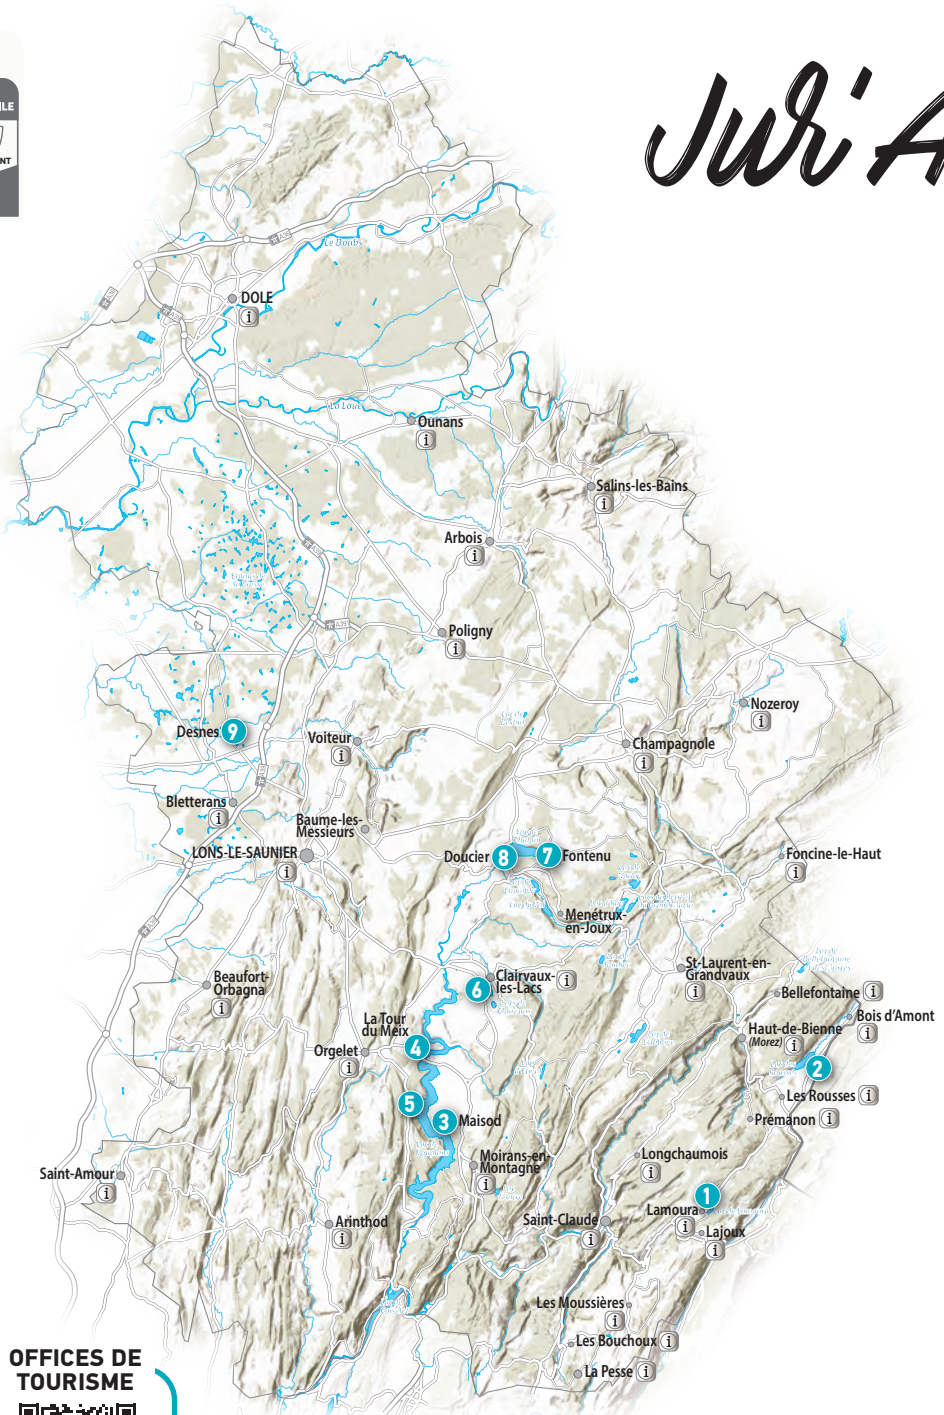 Jur'A
DOLE
i
Le Doubs
La Loue
Ounans
i
Salins-les-Bains
i
Arbois
i
Poligny
i
A391
Nozeroy
i
Desnes 9
Voiteur
i
Champagnole
i
Bletterans
i
Baume-les-
Messieurs
LONS-LE-SAUNIER
i
Doucier 8
7 Fontenu
Foncine-le-Haut
i
Menétrux-
en-Joux
Beaufort-
Orbagna
i
6
Clairvaux-
les-Lacs
i
St-Laurent-en-
Grandvaux
i
Bellefontaine i
Bois d'Amont
i
La Tour
du Meix
4
Orgelet
i
Haut-de-Bienne
(Morez) i
2
5
3 Maisod
Les Rousses i
Prémanon i
Saint-Amour
i
Moirans-en-
Montagne
i
Longchaumois
i
1
Lamoura
i
Lajoux
i
Arinthod
i
Saint-Claude
i
Les Moussières
i
Les Bouchoux i
La Pesse i
OFFICES DE
TOURISME